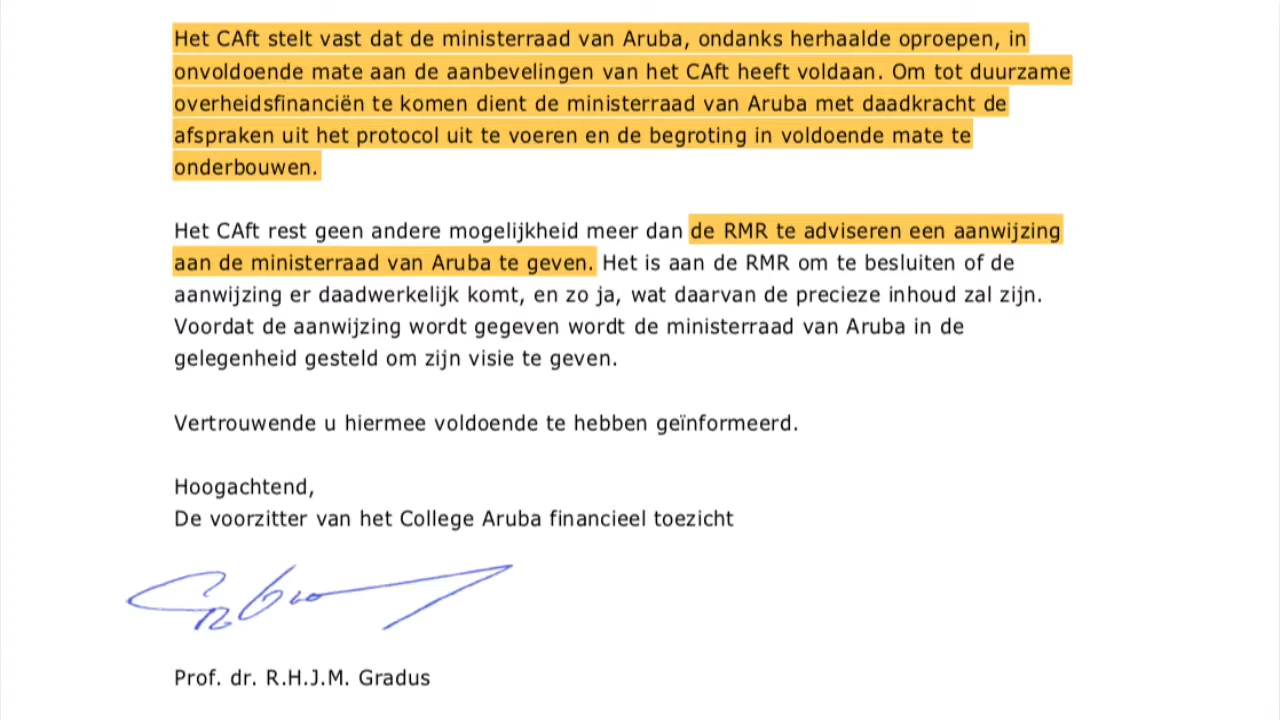 Het CAft stelt vast dat de ministerraad van Aruba, ondanks herhaalde oproepen, in
onvoldoende mate aan de aanbevelingen van het CAft heeft voldaan. Om tot duurzame
overheidsfinanciën te komen dient de ministerraad van Aruba met daadkracht de
afspraken uit het protocol uit te voeren en de begroting in voldoende mate te
onderbouwen.
Het CAft rest geen andere mogelijkheid meer dan de RMR te adviseren een aanwijzing
aan de ministerraad van Aruba te geven. Het is aan de RMR om te besluiten of de
aanwijzing er daadwerkelijk komt, en zo ja, wat daarvan de precieze inhoud zal zijn.
Voordat de aanwijzing wordt gegeven wordt de ministerraad van Aruba in de
gelegenheid gesteld om zijn visie te geven.
Vertrouwende u hiermee voldoende te hebben geïnformeerd.
Hoogachtend,
De voorzitter van het College Aruba financieel toezicht
Prof. dr. R.H.J.M. Gradus